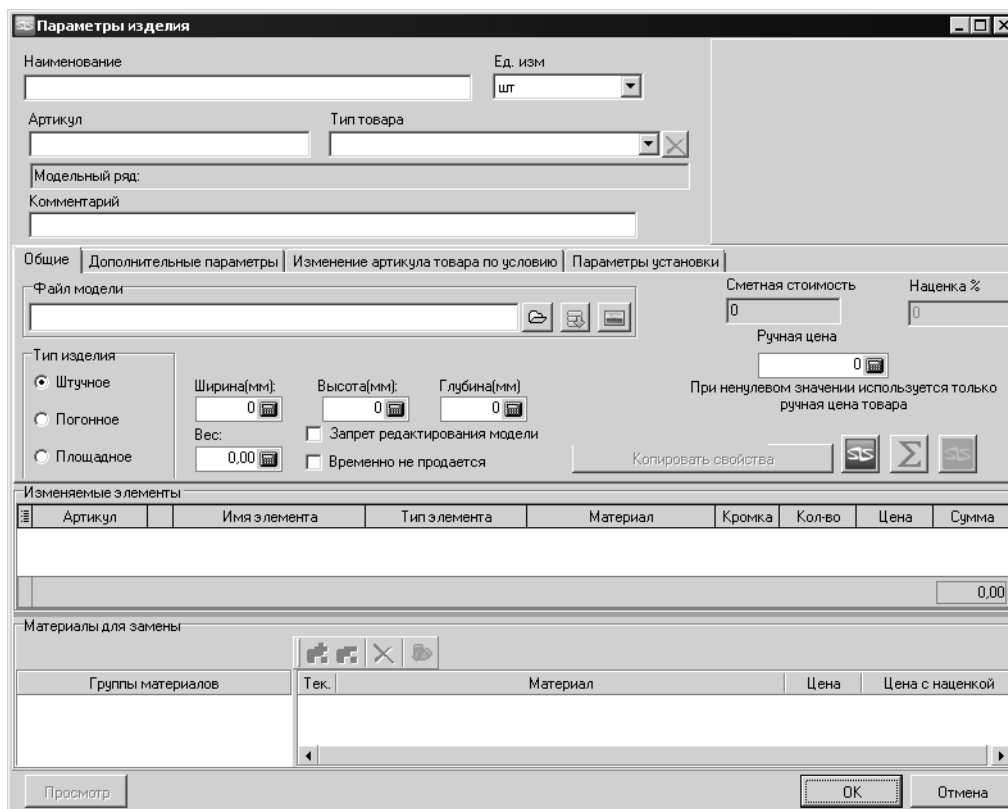 Параметры изделия
Наименование
Ед. изм
шт
Артикул
Тип товара
Модельный ряд:
Комментарий
Общие
Дополнительные параметры
Изменение артикула товара по условию
Параметры установки
Файл модели
Сметная стоимость
Наценка %
0
0
Ручная цена
0
При ненулевом значении используется только
ручная цена товара
Тип изделия
Штучное
Погонное
Площадное
Ширина(мм):
Высота(мм):
Глубина(мм)
0
0
0
Вес:
0,00
Запрет редактирования модели
Временно не продается
Копировать свойства
Изменяемые элементы
Артикул
Имя элемента
Тип элемента
Материал
Кромка
Кол-во
Цена
Сумма
0,00
Материалы для замены
Группы материалов
Тек.
Материал
Цена
Цена с наценкой
Просмотр
OK
Отмена